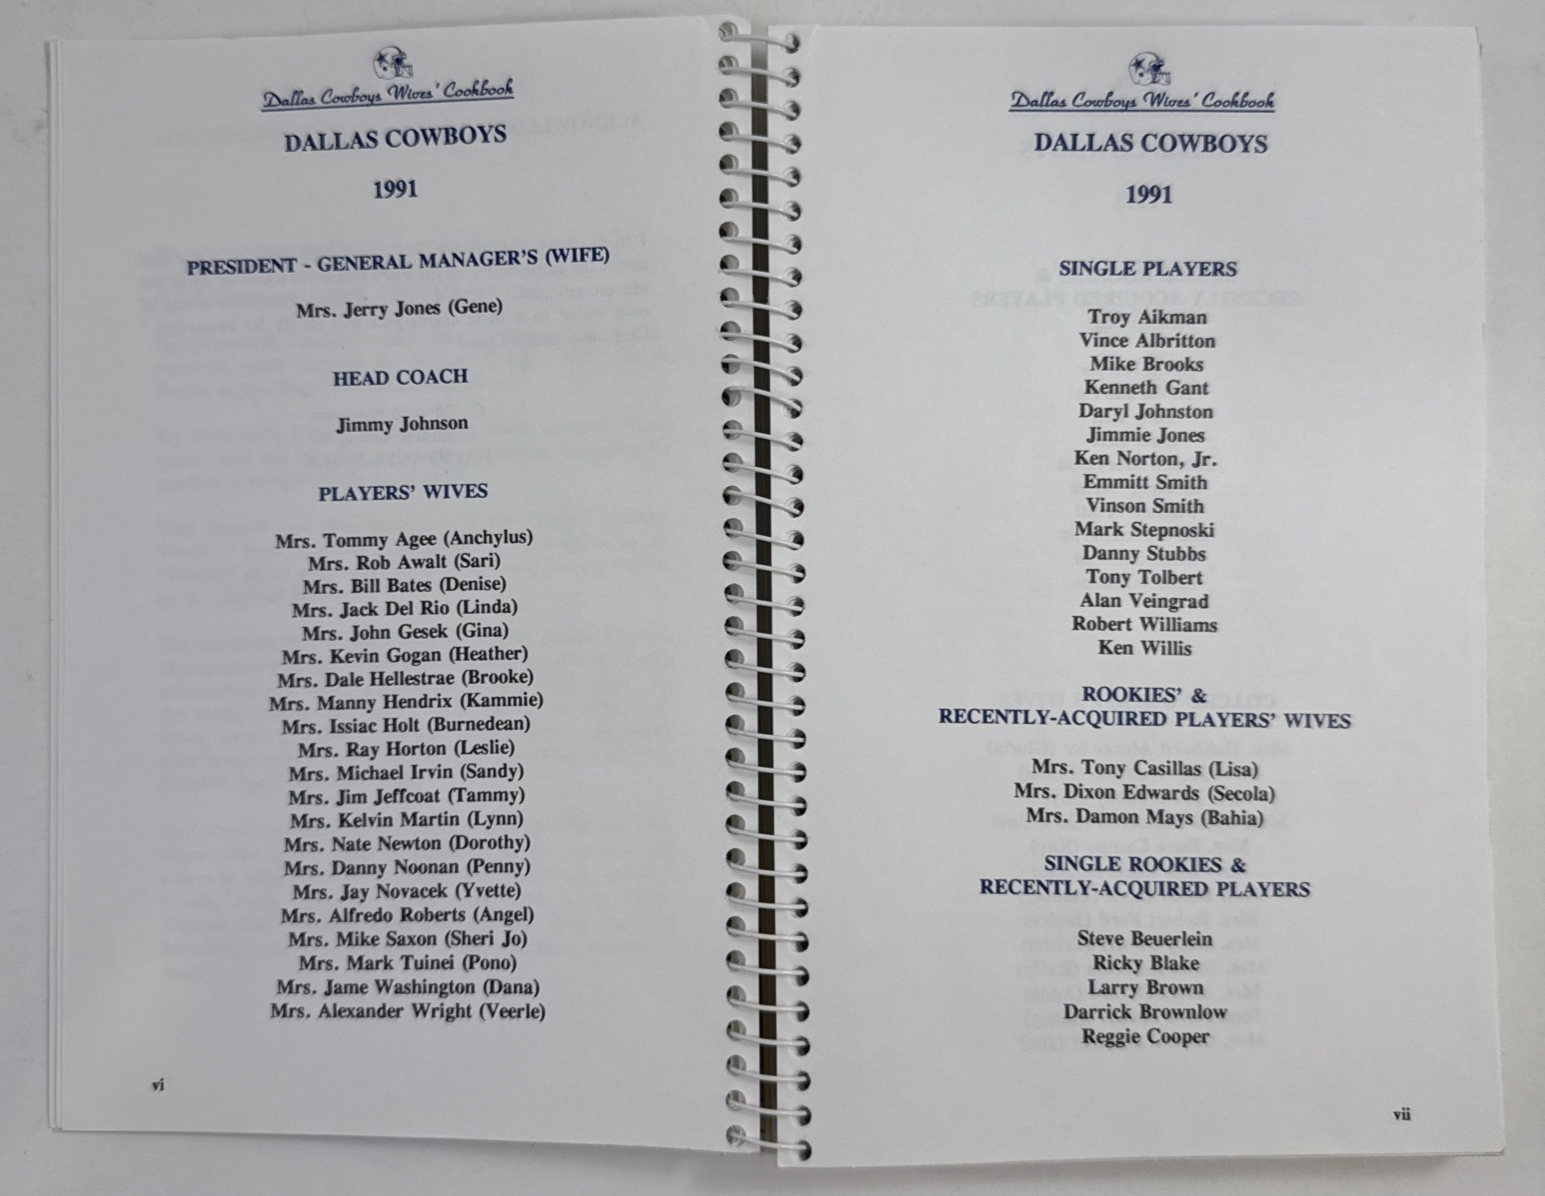 Dallas Cowboys Wives' Cookbook
DALLAS COWBOYS
1991
PRESIDENT - GENERAL MANAGER'S (WIFE)
Mrs. Jerry Jones (Gene)
HEAD COACH
Jimmy Johnson
PLAYERS' WIVES
Mrs. Tommy Agee (Anchylus)
Mrs. Rob Awalt (Sari)
Mrs. Bill Bates (Denise)
Mrs. Jack Del Rio (Linda)
Mrs. John Gesek (Gina)
Mrs. Kevin Gogan (Heather)
Mrs. Dale Hellestrae (Brooke)
Mrs. Manny Hendrix (Kammie)
Mrs. Issiac Holt (Burnedean)
Mrs. Ray Horton (Leslie)
Mrs. Michael Irvin (Sandy)
Mrs. Jim Jeffcoat (Tammy)
Mrs. Kelvin Martin (Lynn)
Mrs. Nate Newton (Dorothy)
Mrs. Danny Noonan (Penny)
Mrs. Jay Novacek (Yvette)
Mrs. Alfredo Roberts (Angel)
Mrs. Mike Saxon (Sheri Jo)
Mrs. Mark Tuinei (Pono)
Mrs. Jame Washington (Dana)
Mrs. Alexander Wright (Veerle)
vi
Dallas Cowboys Wives' Cookbook
DALLAS COWBOYS
1991
SINGLE PLAYERS
Troy Aikman
Vince Albritton
Mike Brooks
Kenneth Gant
Daryl Johnston
Jimmie Jones
Ken Norton, Jr.
Emmitt Smith
Vinson Smith
Mark Stepnoski
Danny Stubbs
Tony Tolbert
Alan Veingrad
Robert Williams
Ken Willis
ROOKIES' &
RECENTLY-ACQUIRED PLAYERS' WIVES
Mrs. Tony Casillas (Lisa)
Mrs. Dixon Edwards (Secola)
Mrs. Damon Mays (Bahia)
SINGLE ROOKIES &
RECENTLY-ACQUIRED PLAYERS
Steve Beuerlein
Ricky Blake
Larry Brown
Darrick Brownlow
Reggie Cooper
vii